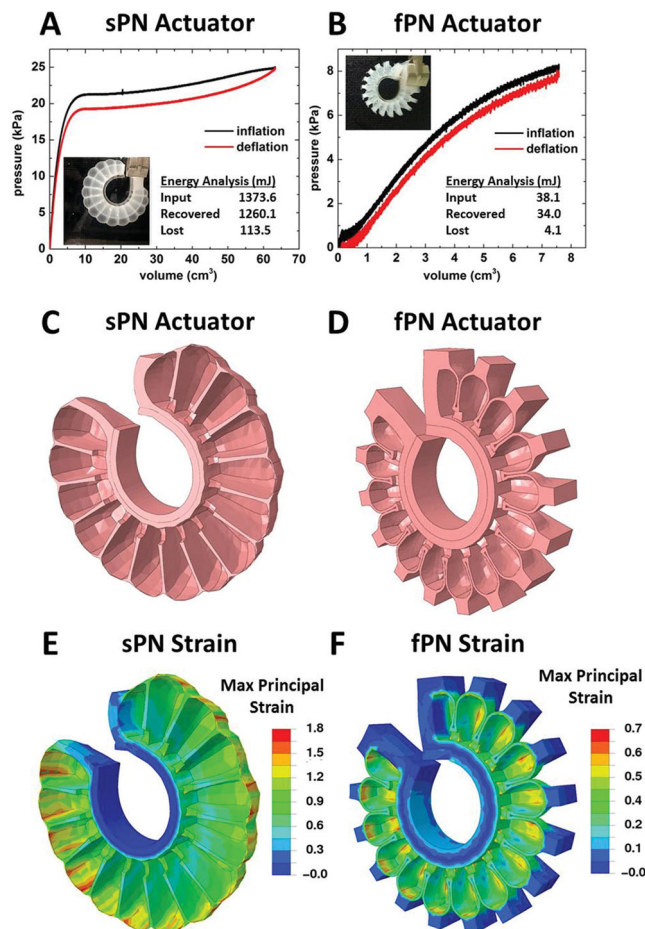 A sPN Actuator
25
20
15
10
5
0
pressure (kPa)
inflation
deflation
Energy Analysis (mJ)
Input 1373.6
Recovered 1260.1
Lost 113.5
0 10 20 30 40 50 60 70
volume (cm³)
B fPN Actuator
8
6
4
2
0
pressure (kPa)
inflation
deflation
Energy Analysis (mJ)
Input 38.1
Recovered 34.0
Lost 4.1
0 1 2 3 4 5 6 7 8
volume (cm³)
C sPN Actuator
D fPN Actuator
E sPN Strain
Max Principal
Strain
1.8
1.5
1.2
0.9
0.6
0.3
−0.0
F fPN Strain
Max Principal
Strain
0.7
0.6
0.5
0.4
0.2
0.1
−0.0